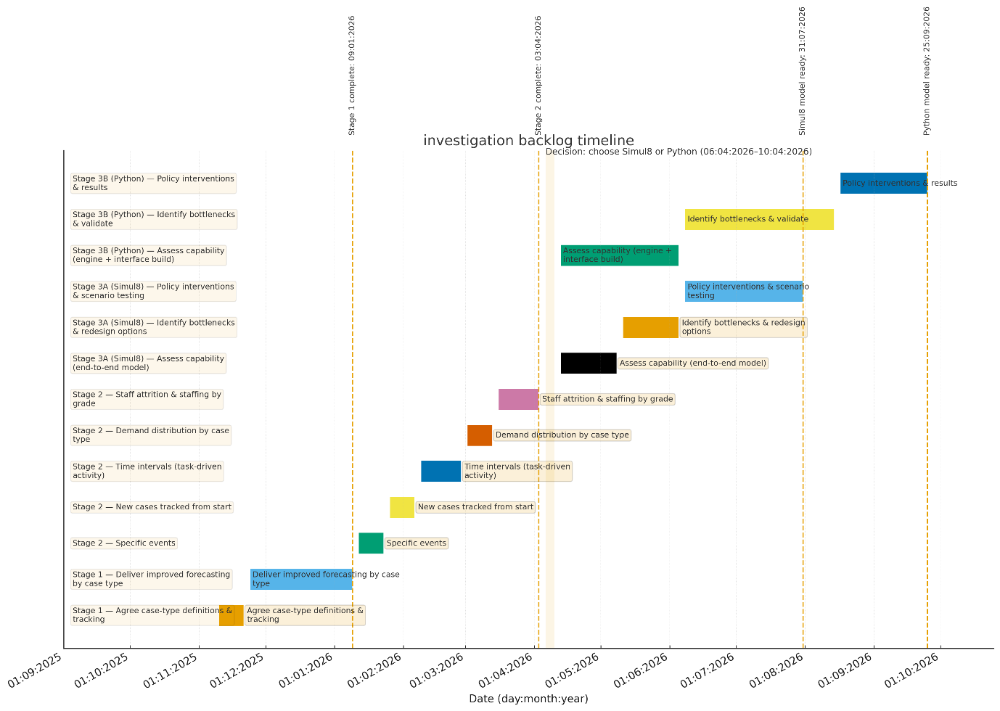 Stage 1 complete: 09:01:2026
Stage 2 complete: 03:04:2026
Simul8 model ready: 31:07:2026
Python model ready: 25:09:2026
investigation backlog timeline
Decision: choose Simul8 or Python (06:04:2026–10:04:2026)
Stage 3B (Python) — Policy interventions
& results
Policy interventions & results
Stage 3B (Python) — Identify bottlenecks
& validate
Identify bottlenecks & validate
Stage 3B (Python) — Assess capability
(engine + interface build)
Assess capability (engine +
interface build)
Stage 3A (Simul8) — Policy interventions
& scenario testing
Policy interventions & scenario
testing
Stage 3A (Simul8) — Identify bottlenecks
& redesign options
Identify bottlenecks & redesign
options
Stage 3A (Simul8) — Assess capability
(end-to-end model)
Assess capability (end-to-end model)
Stage 2 — Staff attrition & staffing by
grade
Staff attrition & staffing by grade
Stage 2 — Demand distribution by case
type
Demand distribution by case type
Stage 2 — Time intervals (task-driven
activity)
Time intervals (task-driven
activity)
Stage 2 — New cases tracked from start
New cases tracked from start
Stage 2 — Specific events
Specific events
Stage 1 — Deliver improved forecasting
by case type
Deliver improved forecasting by case
type
Stage 1 — Agree case-type definitions &
tracking
Agree case-type definitions &
tracking
01:09:2025
01:10:2025
01:11:2025
01:12:2025
01:01:2026
01:02:2026
01:03:2026
01:04:2026
01:05:2026
01:06:2026
01:07:2026
01:08:2026
01:09:2026
01:10:2026
Date (day:month:year)